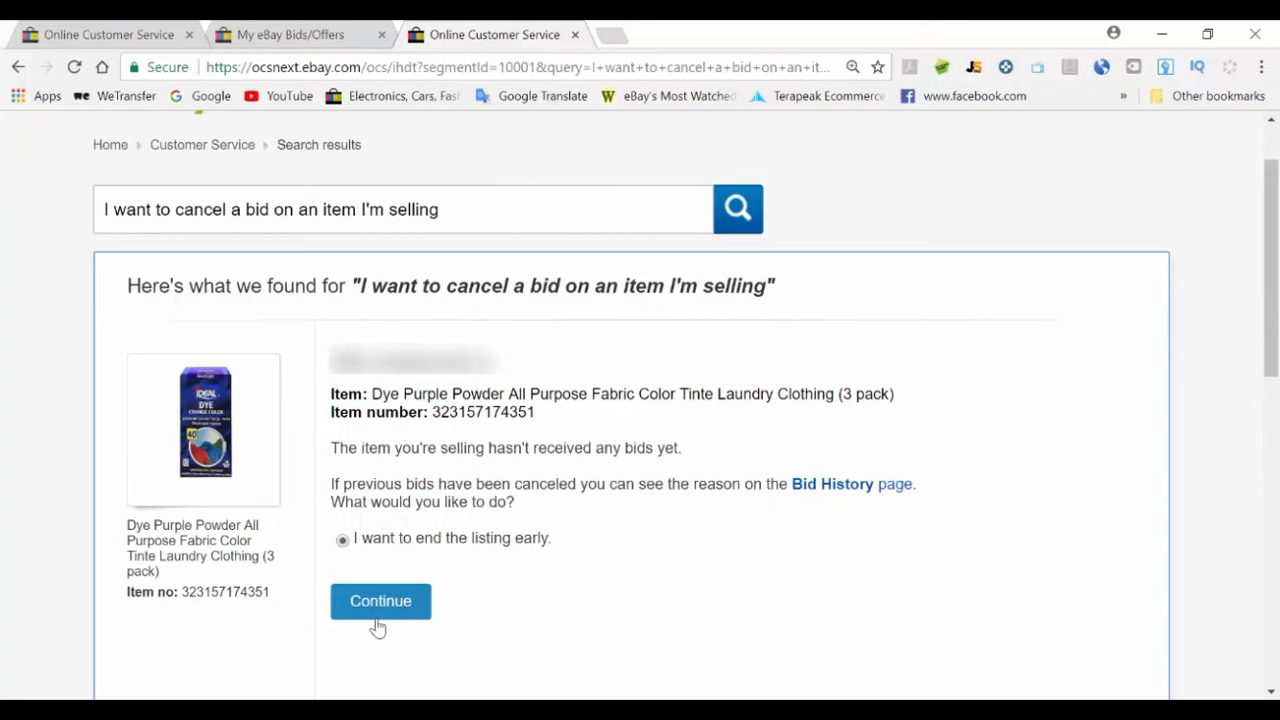 Online Customer Service
My eBay Bids/Offers
Online Customer Service
Secure
https://ocsnext.ebay.com/ocs/ihdt?segmentId=10001&query=I+want+to+cancel+a+bid+on+an+it...
Apps
we WeTransfer
Google
YouTube
Electronics, Cars, Fas
Google Translate
W eBay's Most Watched
Terapeak Ecommerce
www.facebook.com
»
Other bookmarks
Home
Customer Service
Search results
I want to cancel a bid on an item I'm selling
Here's what we found for "I want to cancel a bid on an item I'm selling"
Item: Dye Purple Powder All Purpose Fabric Color Tinte Laundry Clothing (3 pack)
Item number: 323157174351
The item you're selling hasn't received any bids yet.
If previous bids have been canceled you can see the reason on the Bid History page.
What would you like to do?
I want to end the listing early.
Continue
DYE
40
Dye Purple Powder All
Purpose Fabric Color
Tinte Laundry Clothing (3
pack)
Item no: 323157174351